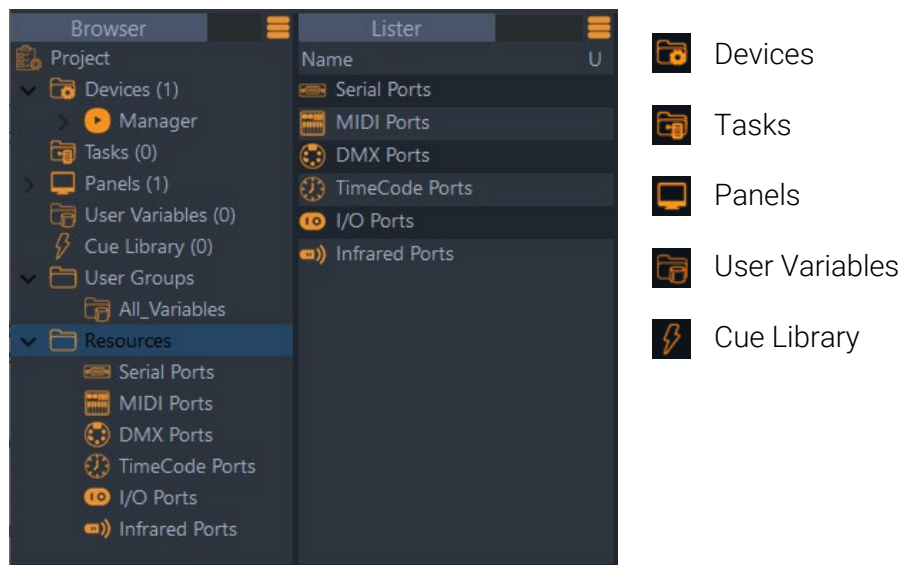 Browser
Project
Devices (1)
Manager
Tasks (0)
Panels (1)
User Variables (0)
Cue Library (0)
User Groups
All_Variables
Resources
Serial Ports
MIDI Ports
DMX Ports
TimeCode Ports
I/O Ports
Infrared Ports
Lister
Name U
Serial Ports
MIDI Ports
DMX Ports
TimeCode Ports
I/O Ports
Infrared Ports
Devices
Tasks
Panels
User Variables
Cue Library